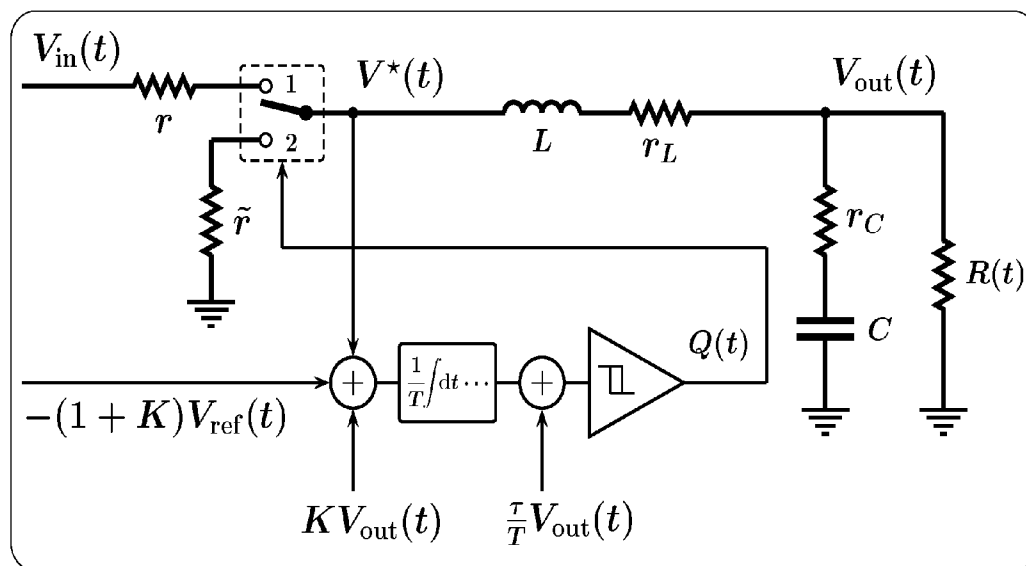 V_in(t)
r
1
2
V*(t)
L
r_L
V_out(t)
r̃
r_C
C
R(t)
Q(t)
+
1/T ∫dt ···
+
−(1 + K)V_ref(t)
KV_out(t)
τ/T V_out(t)